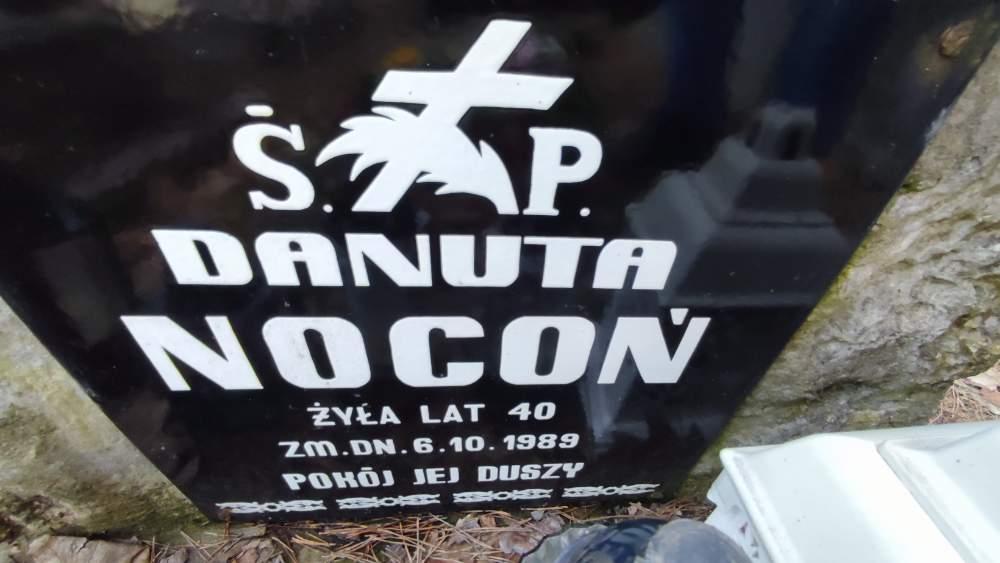 Ś. P.
DANUTA
NOCOŃ
ŻYŁA LAT 40
ZM.DN.6.10.1989
POKÓJ JEJ DUSZY